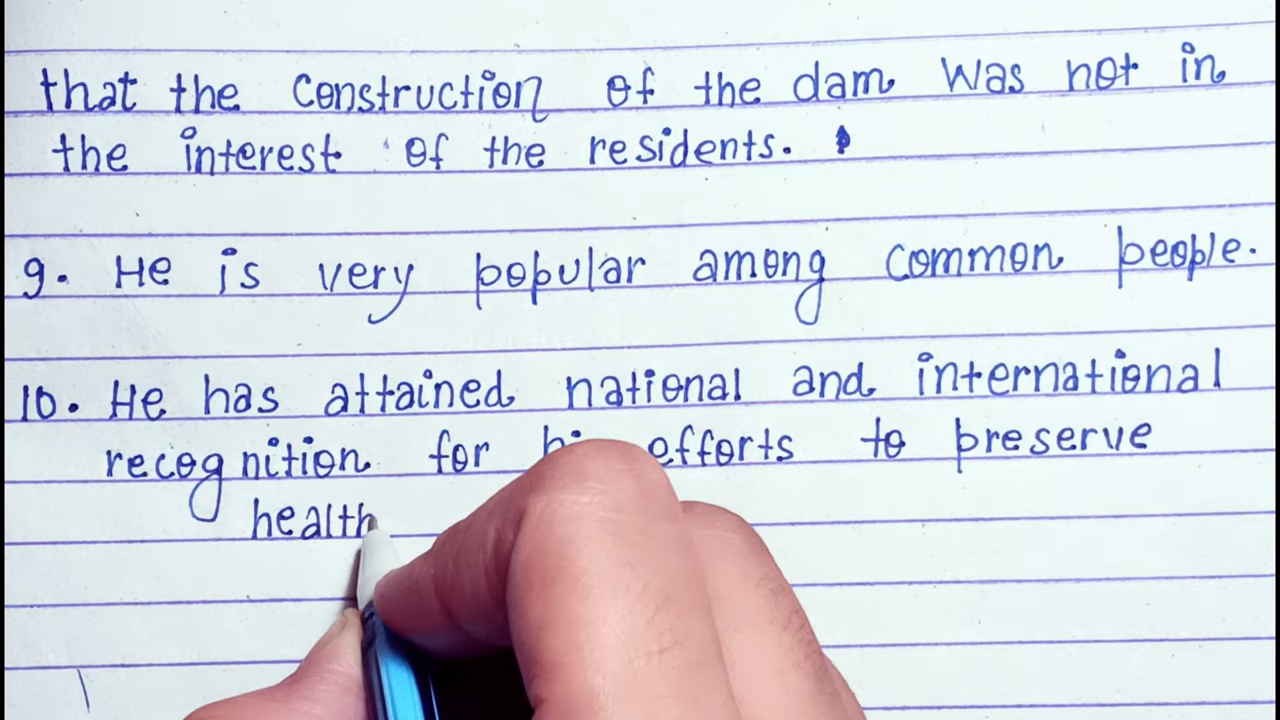 that the construction of the dam was not in
the interest of the residents.
9. He is very popular among common people.
10. He has attained national and international
recognition for efforts to preserve
health